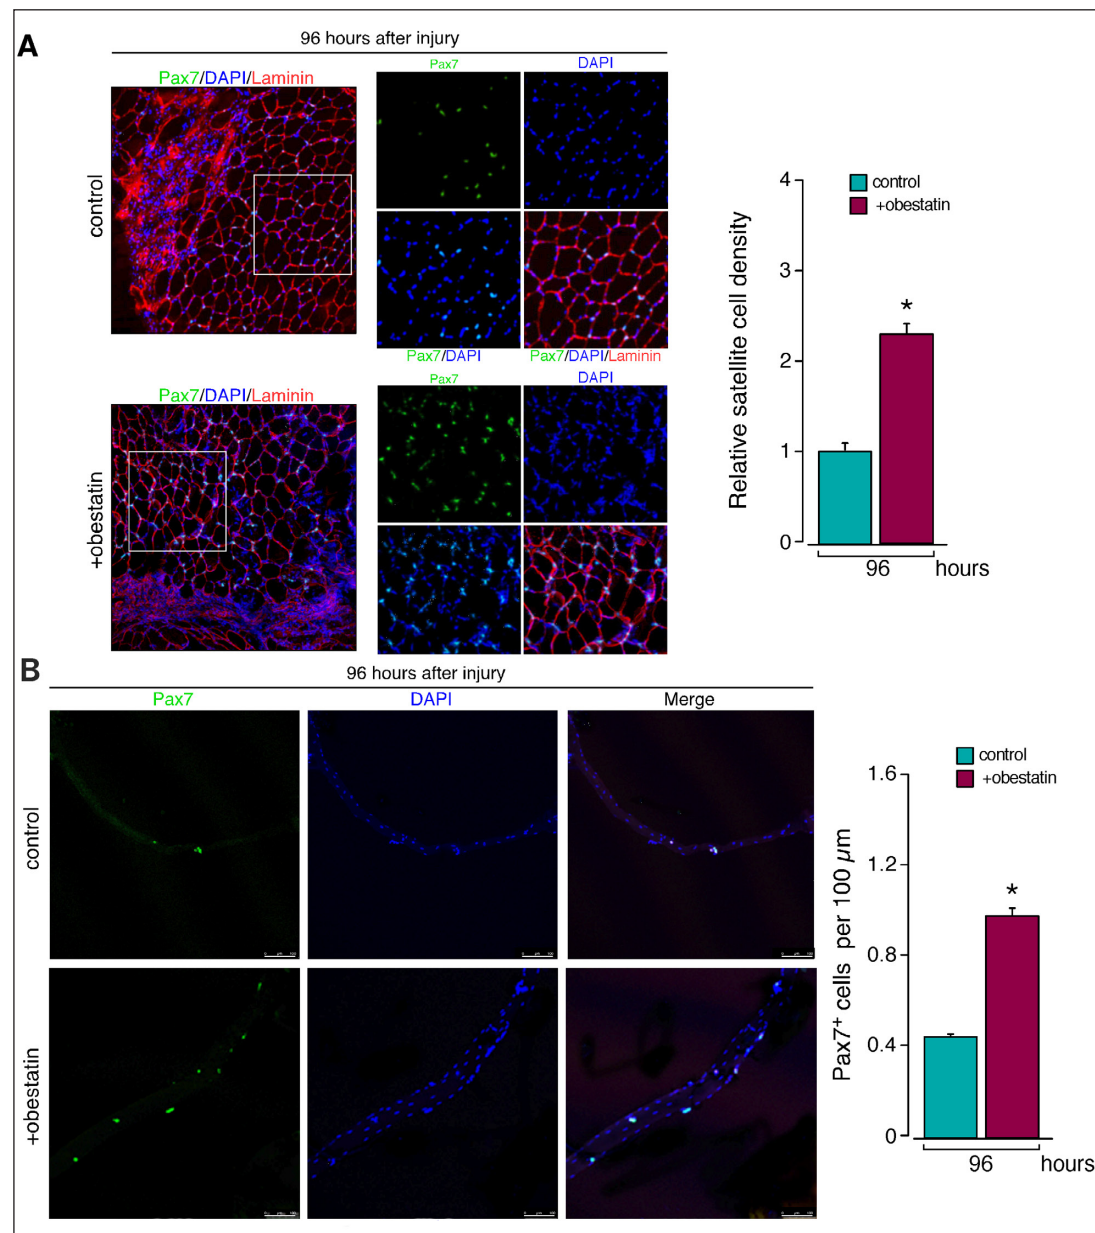 A
96 hours after injury
Pax7/DAPI/Laminin
Pax7
DAPI
control
Pax7/DAPI
Pax7/DAPI/Laminin
Pax7/DAPI/Laminin
Pax7
DAPI
+obestatin
Relative satellite cell density
4
3
2
1
0
control
+obestatin
*
96 hours
B
96 hours after injury
Pax7
DAPI
Merge
control
+obestatin
Pax7⁺ cells per 100 µm
1.6
1.2
0.8
0.4
0
control
+obestatin
*
96 hours